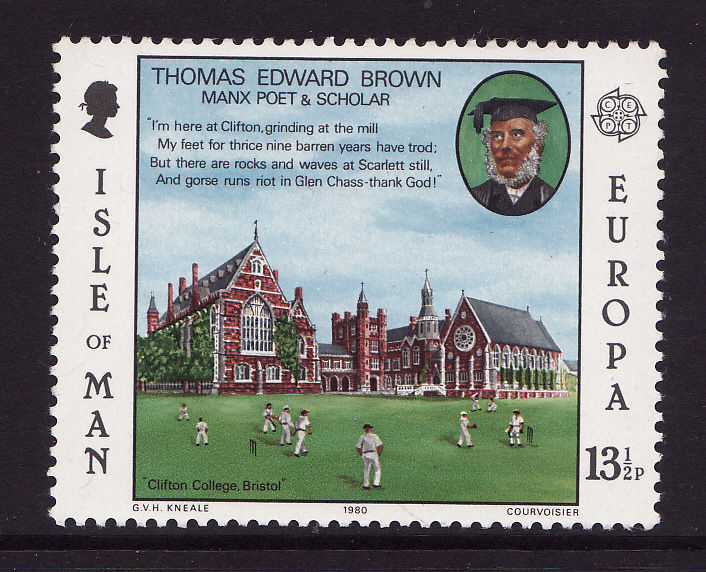 THOMAS EDWARD BROWN
MANX POET & SCHOLAR
"I'm here at Clifton, grinding at the mill
My feet for thrice nine barren years have trod;
But there are rocks and waves at Scarlett still,
And gorse runs riot in Glen Chass-thank God!"
CEPT
ISLE OF MAN
EUROPA
13½P
"Clifton College, Bristol"
G.V.H. KNEALE
1980
COURVOISIER